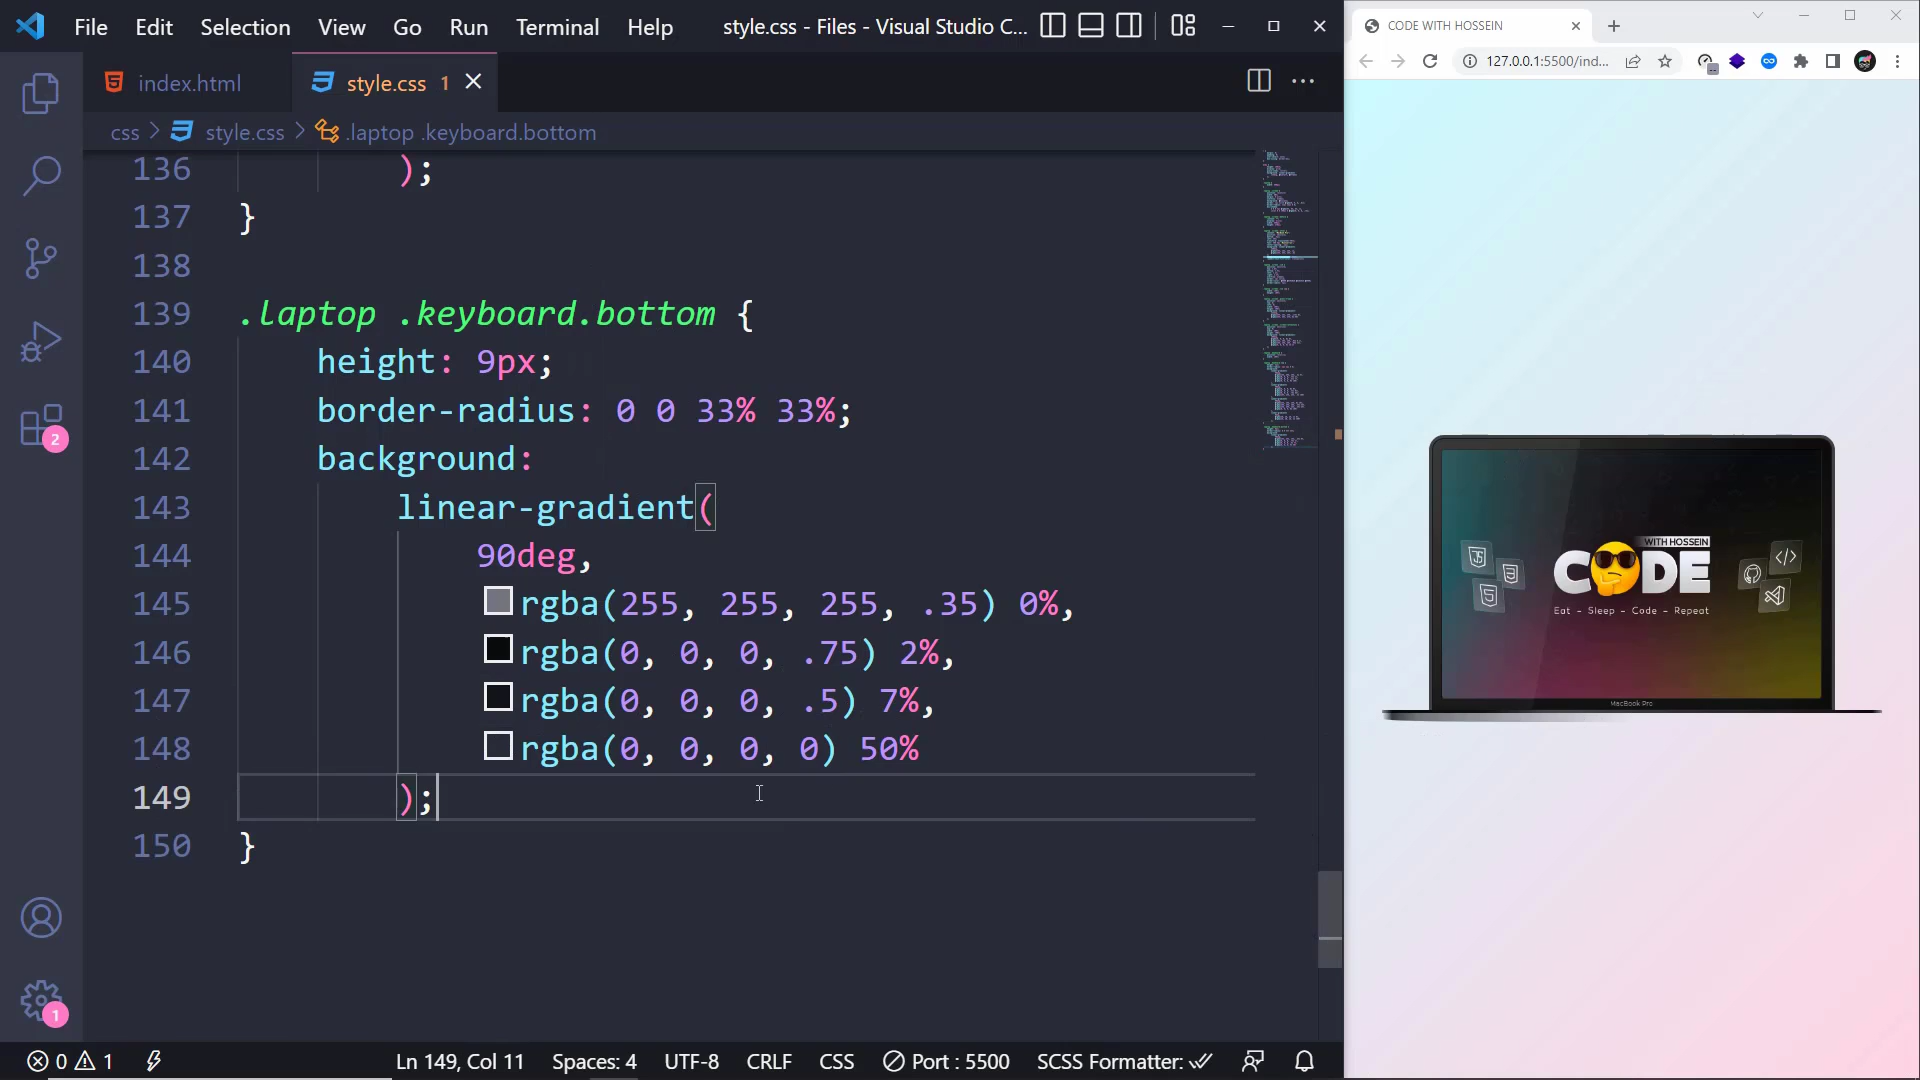 File Edit Selection View Go Run Terminal Help style.css - Files - Visual Studio C...
index.html style.css 1
css > style.css > .laptop .keyboard.bottom
136 );
137 }
138
139 .laptop .keyboard.bottom {
140 height: 9px;
141 border-radius: 0 0 33% 33%;
142 background:
143 linear-gradient(
144 90deg,
145 rgba(255, 255, 255, .35) 0%,
146 rgba(0, 0, 0, .75) 2%,
147 rgba(0, 0, 0, .5) 7%,
148 rgba(0, 0, 0, 0) 50%
149 );
150 }
2
1
0 1 Ln 149, Col 11 Spaces: 4 UTF-8 CRLF CSS Port : 5500 SCSS Formatter:
CODE WITH HOSSEIN
127.0.0.1:5500/ind...
WITH HOSSEIN
CODE
Eat - Sleep - Code - Repeat
MacBook Pro